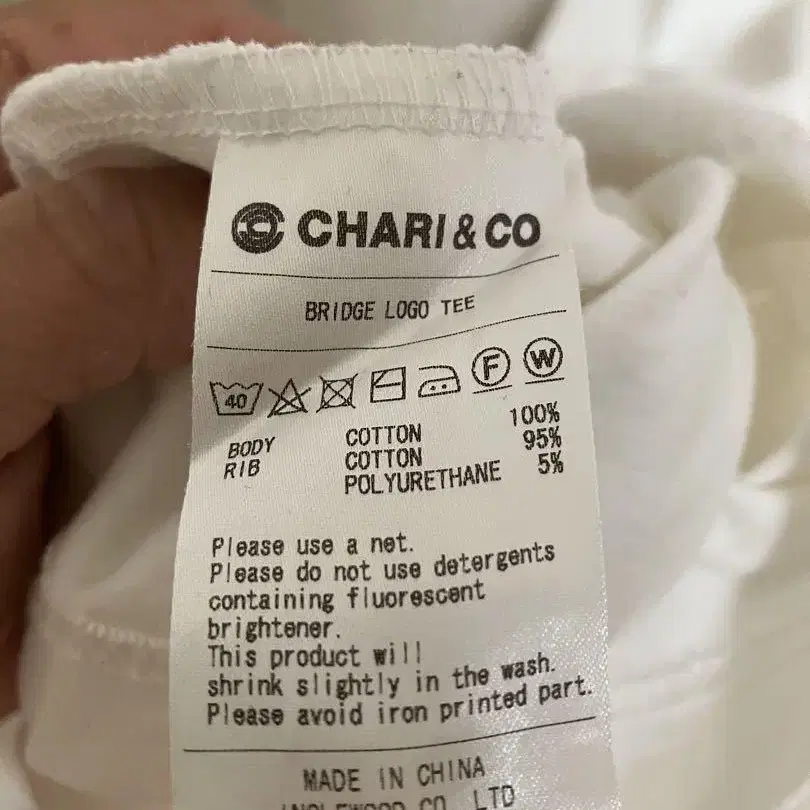 CHARI & CO
BRIDGE LOGO TEE
40 F W
BODY COTTON 100%
RIB COTTON 95%
POLYURETHANE 5%
Please use a net.
Please do not use detergents
containing fluorescent
brightener.
This product will
shrink slightly in the wash.
Please avoid iron printed part.
MADE IN CHINA
CO. LTD